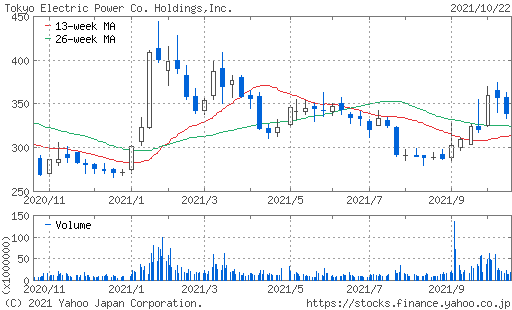 Tokyo Electric Power Co. Holdings,Inc. 2021/10/22
450
13-week MA
26-week MA
400
350
300
250
2020/11 2021/1 2021/3 2021/5 2021/7 2021/9
150
Volume
100
50
0
(x1000000)
2020/11 2021/1 2021/3 2021/5 2021/7 2021/9
(C) 2021 Yahoo Japan Corporation. https://stocks.finance.yahoo.co.jp/